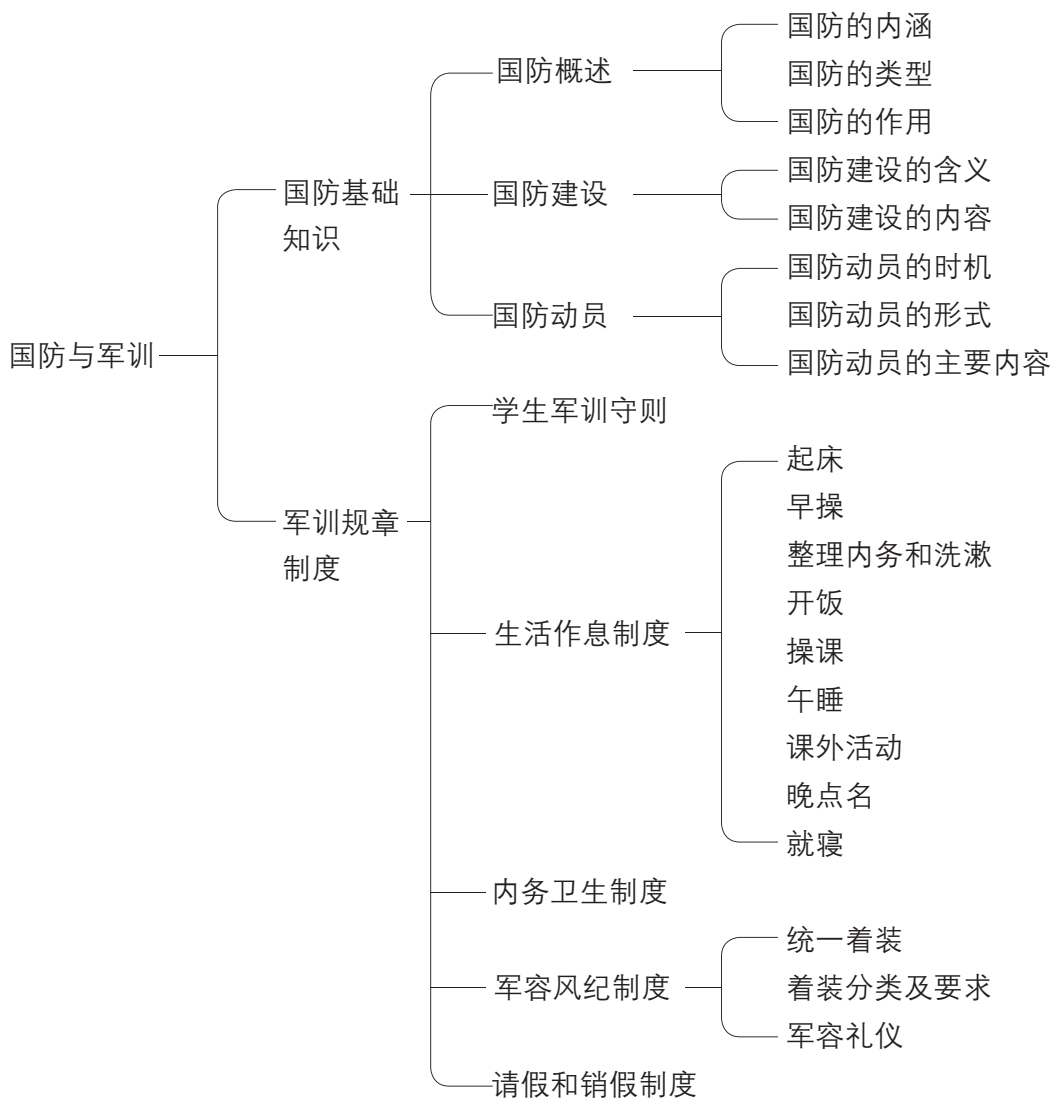 国防与军训
国防基础
知识
国防概述
国防的内涵
国防的类型
国防的作用
国防建设
国防建设的含义
国防建设的内容
国防动员
国防动员的时机
国防动员的形式
国防动员的主要内容
军训规章
制度
学生军训守则
生活作息制度
起床
早操
整理内务和洗漱
开饭
操课
午睡
课外活动
晚点名
就寝
内务卫生制度
军容风纪制度
统一着装
着装分类及要求
军容礼仪
请假和销假制度